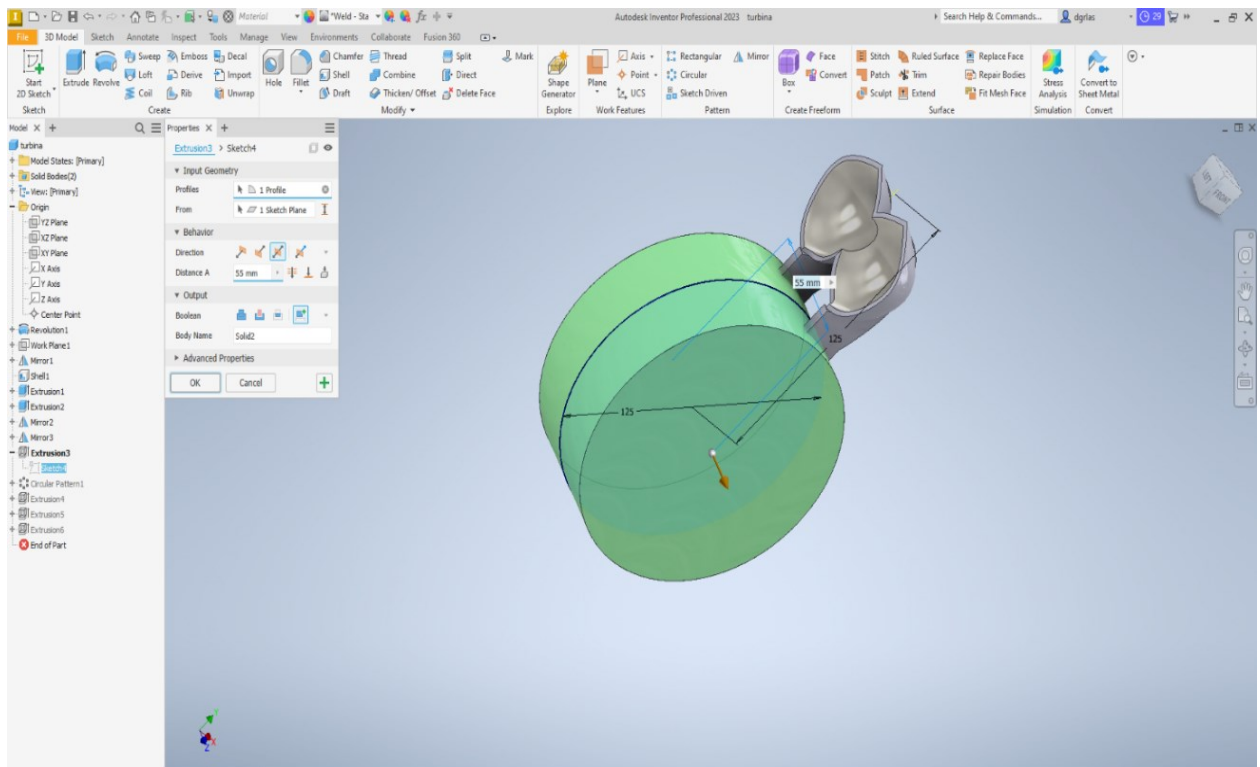 Material
*Weld - Sta
fx
Autodesk Inventor Professional 2023 turbina
Search Help & Commands...
dgrlas
29
File 3D Model Sketch Annotate Inspect Tools Manage View Environments Collaborate Fusion 360
Start
2D Sketch
Extrude
Revolve
Sweep Emboss Decal
Loft Derive Import
Coil Rib Unwrap
Hole
Fillet
Chamfer Thread
Shell Combine
Draft Thicken/ Offset
Split
Direct
Delete Face
Mark
Shape
Generator
Plane
Axis
Point
UCS
Rectangular Mirror
Circular
Sketch Driven
Box
Face
Convert
Stitch Ruled Surface Replace Face
Patch Trim Repair Bodies
Sculpt Extend Fit Mesh Face
Stress
Analysis
Convert to
Sheet Metal
Sketch Create Modify Explore Work Features Pattern Create Freeform Surface Simulation Convert
Model X +
turbina
Model States: [Primary]
Solid Bodies(2)
View: [Primary]
Origin
YZ Plane
XZ Plane
XY Plane
X Axis
Y Axis
Z Axis
Center Point
Revolution1
Work Plane1
Mirror1
Shell1
Extrusion1
Extrusion2
Mirror2
Mirror3
Extrusion3
Sketch4
Circular Pattern1
Extrusion4
Extrusion5
Extrusion6
End of Part
Properties X +
Extrusion3 > Sketch4
Input Geometry
Profiles 1 Profile
From 1 Sketch Plane
Behavior
Direction
Distance A 55 mm
Output
Boolean
Body Name Solid2
Advanced Properties
OK Cancel
55 mm
125
125
FRONT
Y
X
Z